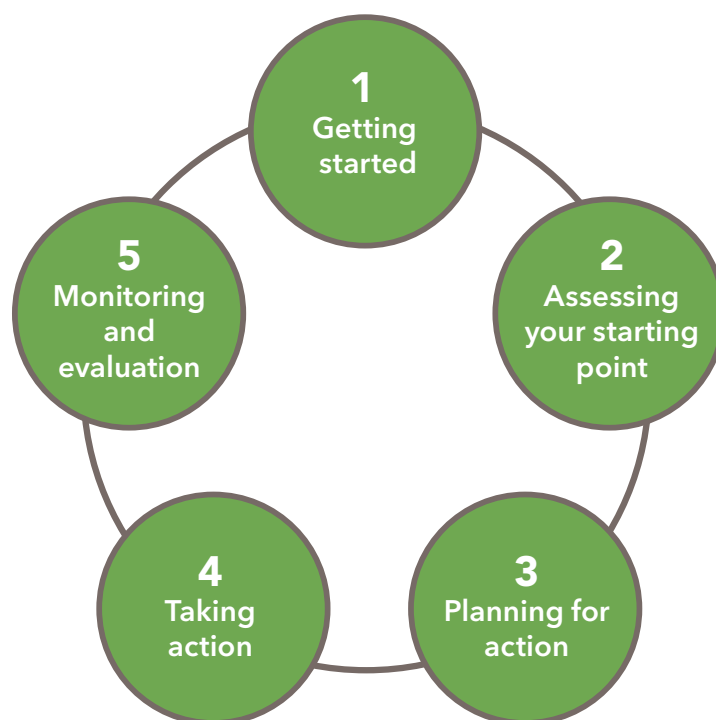 1
Getting
started
2
Assessing
your starting
point
3
Planning for
action
4
Taking
action
5
Monitoring
and
evaluation